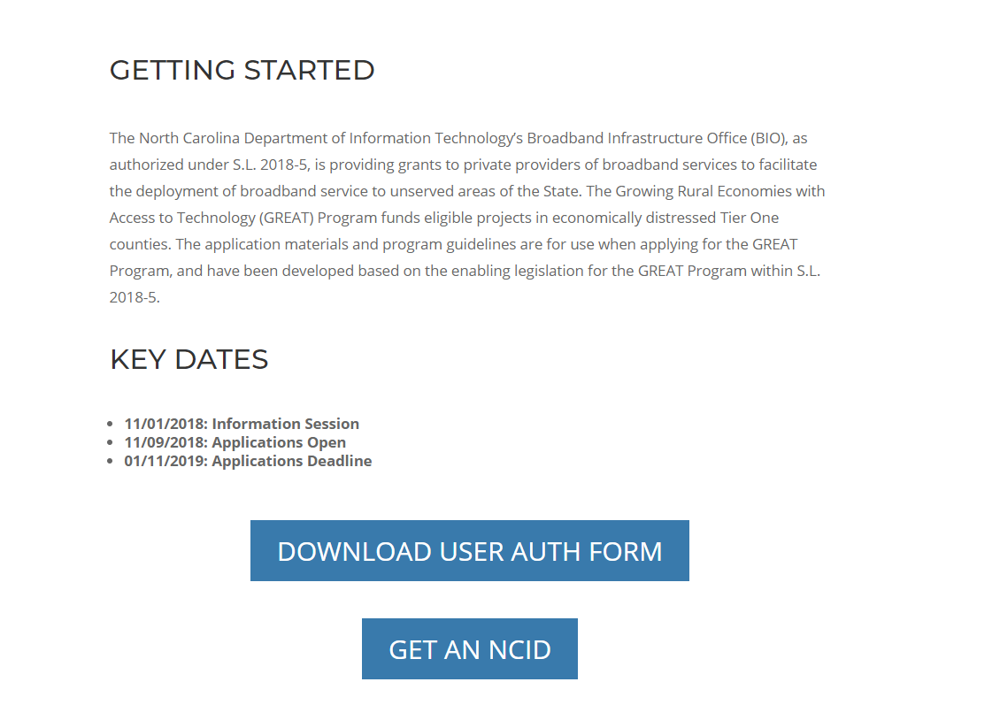 GETTING STARTED
The North Carolina Department of Information Technology’s Broadband Infrastructure Office (BIO), as
authorized under S.L. 2018-5, is providing grants to private providers of broadband services to facilitate
the deployment of broadband service to unserved areas of the State. The Growing Rural Economies with
Access to Technology (GREAT) Program funds eligible projects in economically distressed Tier One
counties. The application materials and program guidelines are for use when applying for the GREAT
Program, and have been developed based on the enabling legislation for the GREAT Program within S.L.
2018-5.
KEY DATES
• 11/01/2018: Information Session
• 11/09/2018: Applications Open
• 01/11/2019: Applications Deadline
DOWNLOAD USER AUTH FORM
GET AN NCID